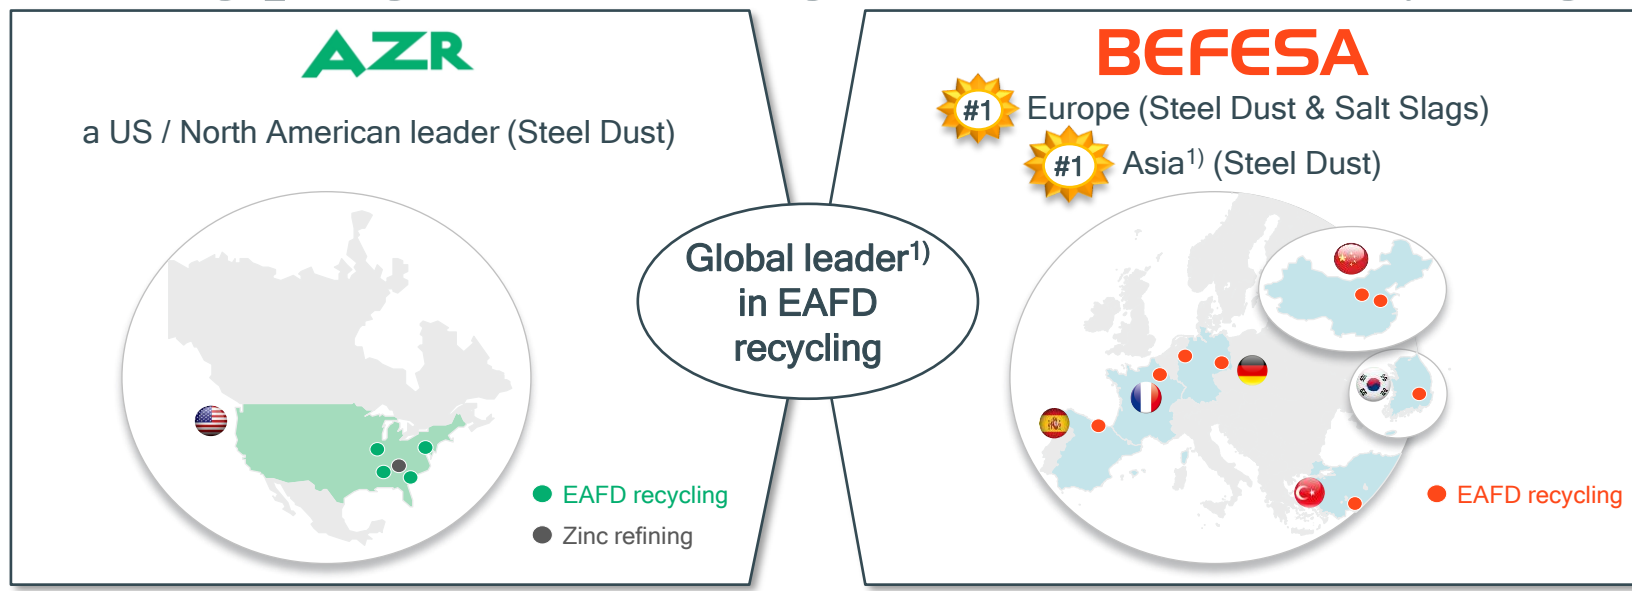 AZR
a US / North American leader (Steel Dust)
EAFD recycling
Zinc refining
Global leader1)
in EAFD
recycling
BEFESA
#1 Europe (Steel Dust & Salt Slags)
#1 Asia1) (Steel Dust)
EAFD recycling